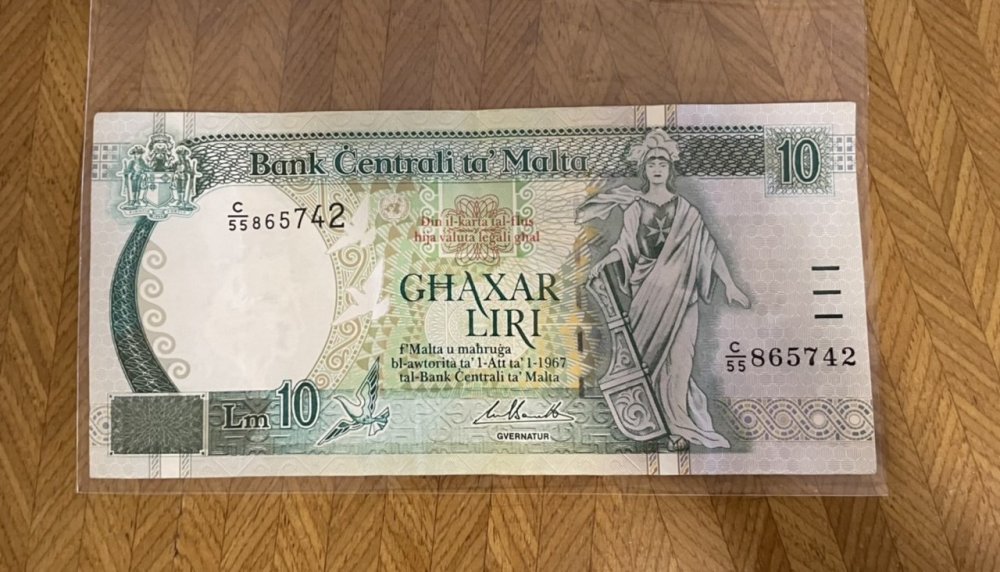 Bank Ċentrali ta' Malta
10
C/55 865742
Din il-karta tal-flus
hija valuta legali għal
GĦAXAR
LIRI
f'Malta u maħruġa
bl-awtorità ta' l-Att ta' l-1967
tal-Bank Ċentrali ta' Malta
C/55 865742
Lm 10
GVERNATUR